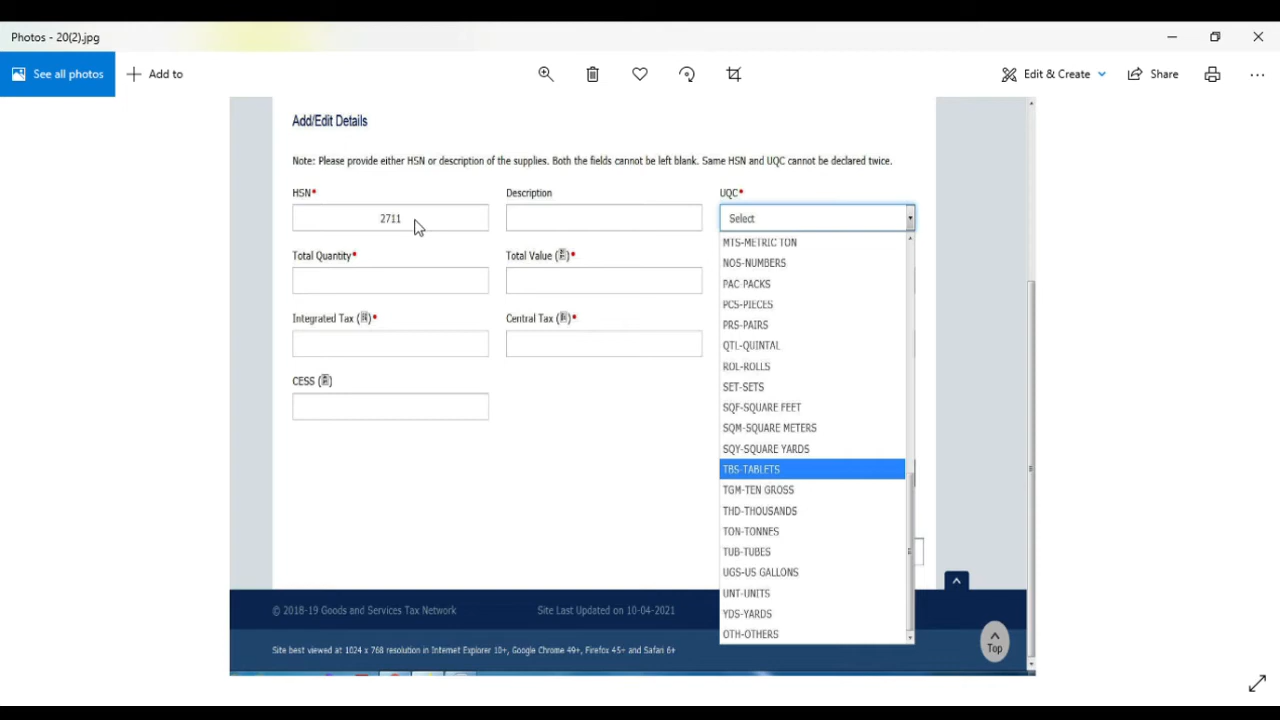 Photos - 20(2).jpg
See all photos
Add to
Edit & Create
Share
Add/Edit Details
Note: Please provide either HSN or description of the supplies. Both the fields cannot be left blank. Same HSN and UQC cannot be declared twice.
HSN*
Description
UQC*
2711
Select
MTS-METRIC TON
NOS-NUMBERS
PAC PACKS
PCS-PIECES
PRS-PAIRS
QTL-QUINTAL
ROL-ROLLS
SET-SETS
SQF-SQUARE FEET
SQM-SQUARE METERS
SQY-SQUARE YARDS
TBS-TABLETS
TGM-TEN GROSS
THD-THOUSANDS
TON-TONNES
TUB-TUBES
UGS-US GALLONS
UNT-UNITS
YDS-YARDS
OTH-OTHERS
Total Quantity*
Total Value ()*
Integrated Tax ()*
Central Tax ()*
CESS ()
© 2018-19 Goods and Services Tax Network
Site Last Updated on 10-04-2021
Site best viewed at 1024 x 768 resolution in Internet Explorer 10+, Google Chrome 49+, Firefox 45+ and Safari 6+
Top